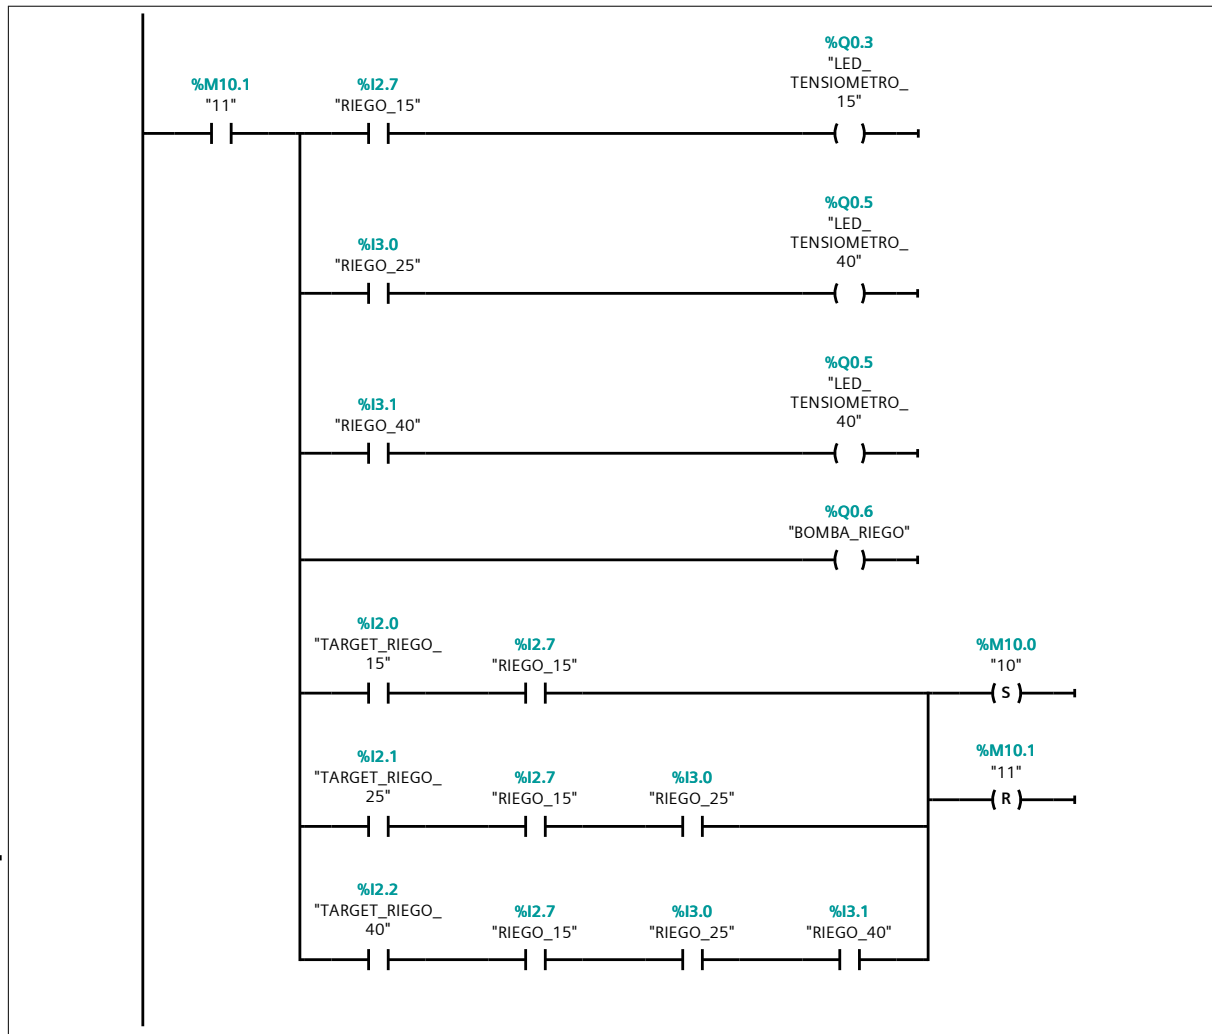 %Q0.3
"LED_
TENSIOMETRO_
15"
%M10.1
"11"
%I2.7
"RIEGO_15"
%Q0.5
"LED_
TENSIOMETRO_
40"
%I3.0
"RIEGO_25"
%Q0.5
"LED_
TENSIOMETRO_
40"
%I3.1
"RIEGO_40"
%Q0.6
"BOMBA_RIEGO"
%I2.0
"TARGET_RIEGO_
15"
%I2.7
"RIEGO_15"
%M10.0
"10"
S
%M10.1
"11"
R
%I2.1
"TARGET_RIEGO_
25"
%I2.7
"RIEGO_15"
%I3.0
"RIEGO_25"
%I2.2
"TARGET_RIEGO_
40"
%I2.7
"RIEGO_15"
%I3.0
"RIEGO_25"
%I3.1
"RIEGO_40"